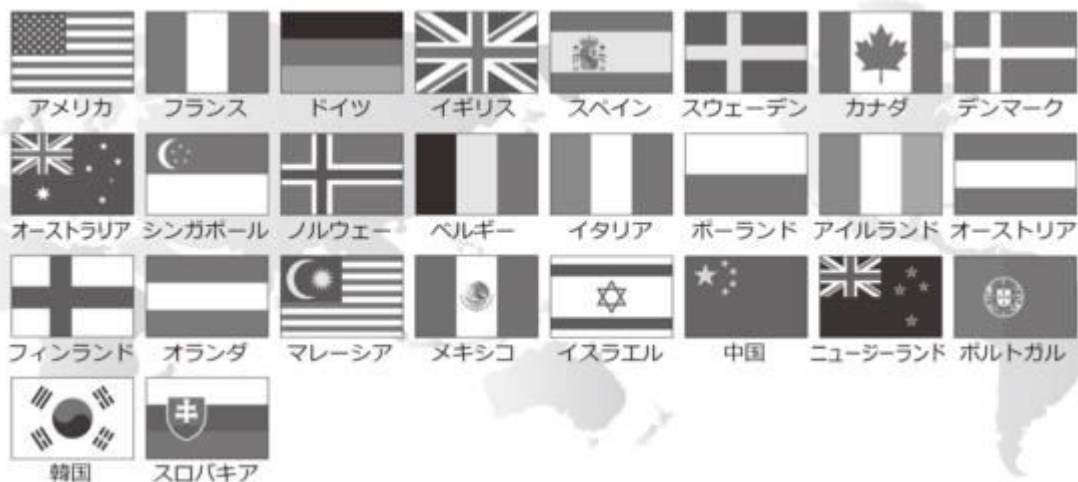 アメリカ フランス ドイツ イギリス スペイン スウェーデン カナダ デンマーク
オーストラリア シンガポール ノルウェー ベルギー イタリア ポーランド アイルランド オーストリア
フィンランド オランダ マレーシア メキシコ イスラエル 中国 ニュージーランド ポルトガル
韓国 スロバキア